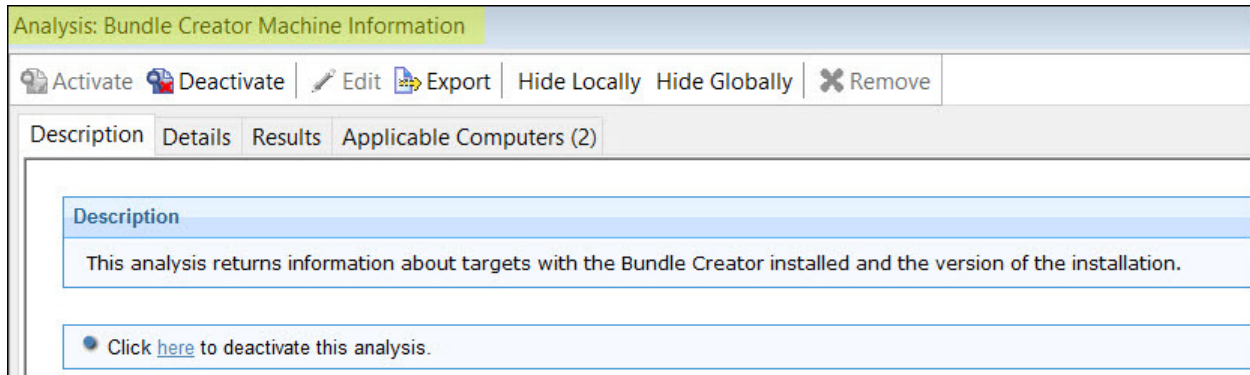 Analysis: Bundle Creator Machine Information
Activate Deactivate Edit Export Hide Locally Hide Globally Remove
Description Details Results Applicable Computers (2)
Description
This analysis returns information about targets with the Bundle Creator installed and the version of the installation.
Click here to deactivate this analysis.